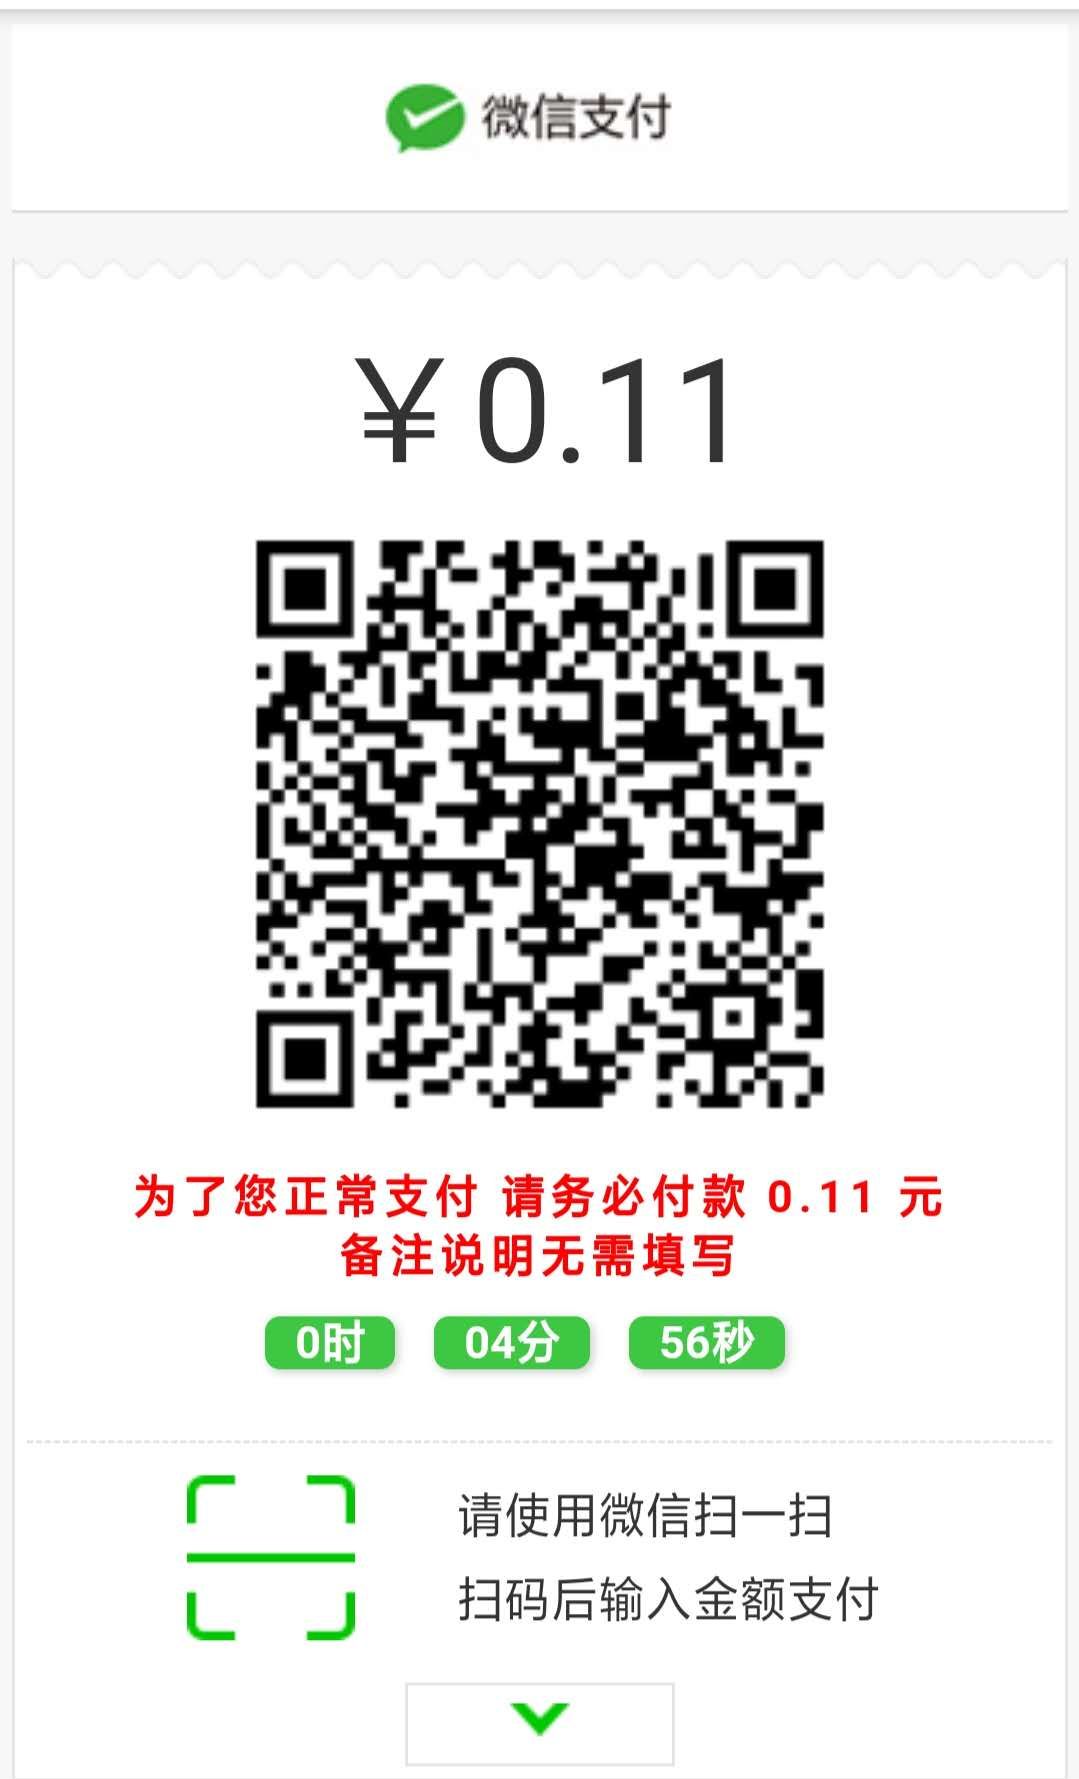 微信支付
￥0.11
为了您正常支付 请务必付款 0.11 元
备注说明无需填写
0时 04分 56秒
请使用微信扫一扫
扫码后输入金额支付